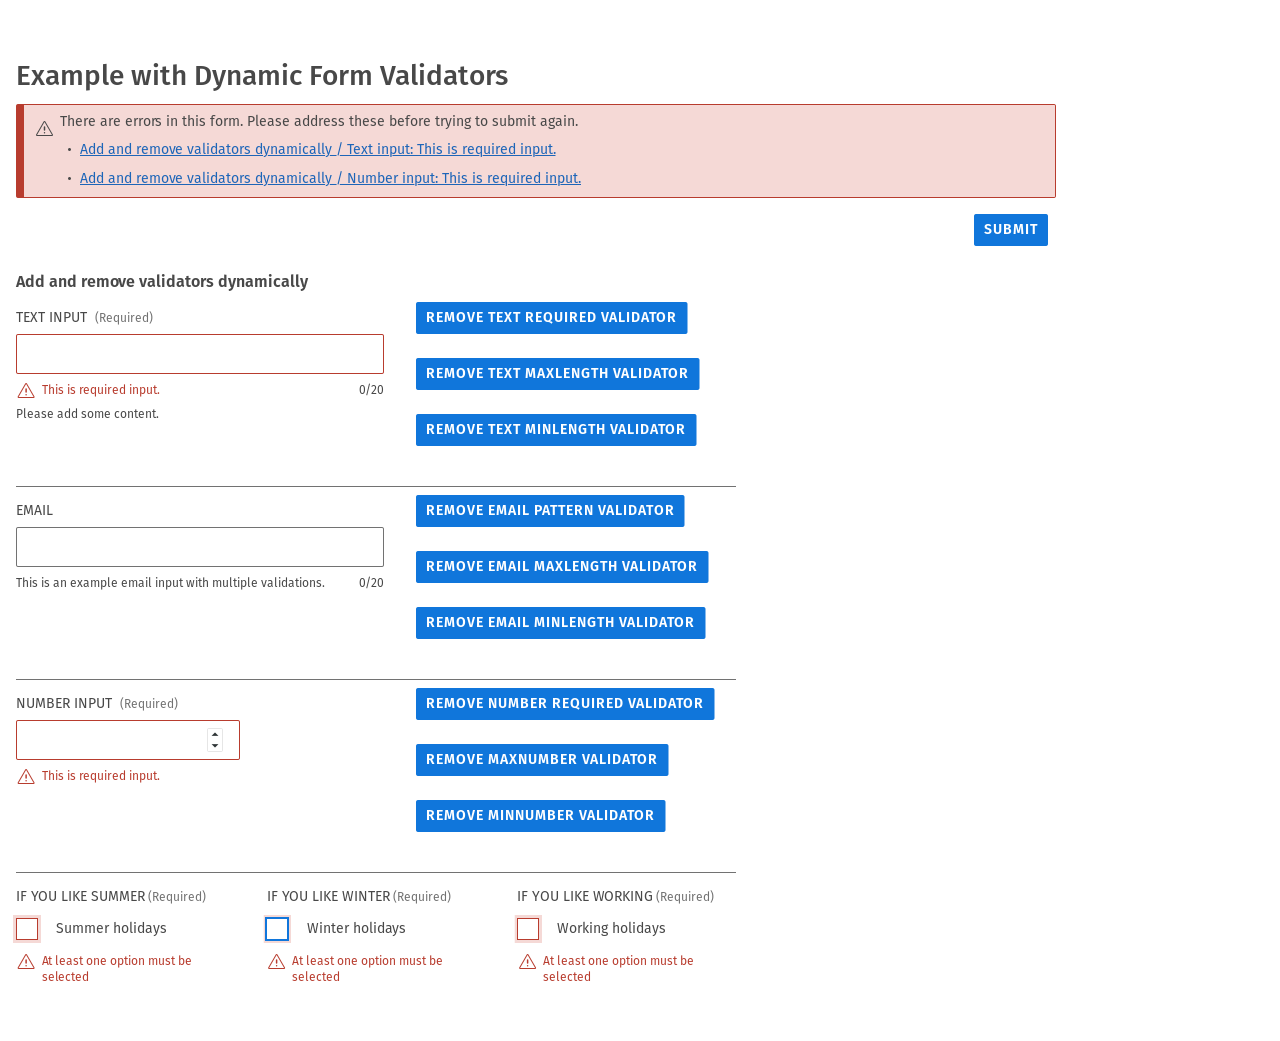 Example with Dynamic Form Validators
There are errors in this form. Please address these before trying to submit again.
• Add and remove validators dynamically / Text input: This is required input.
• Add and remove validators dynamically / Number input: This is required input.
SUBMIT
Add and remove validators dynamically
TEXT INPUT (Required)
This is required input.
0/20
Please add some content.
REMOVE TEXT REQUIRED VALIDATOR
REMOVE TEXT MAXLENGTH VALIDATOR
REMOVE TEXT MINLENGTH VALIDATOR
EMAIL
This is an example email input with multiple validations.
0/20
REMOVE EMAIL PATTERN VALIDATOR
REMOVE EMAIL MAXLENGTH VALIDATOR
REMOVE EMAIL MINLENGTH VALIDATOR
NUMBER INPUT (Required)
This is required input.
REMOVE NUMBER REQUIRED VALIDATOR
REMOVE MAXNUMBER VALIDATOR
REMOVE MINNUMBER VALIDATOR
IF YOU LIKE SUMMER (Required)
Summer holidays
At least one option must be
selected
IF YOU LIKE WINTER (Required)
Winter holidays
At least one option must be
selected
IF YOU LIKE WORKING (Required)
Working holidays
At least one option must be
selected